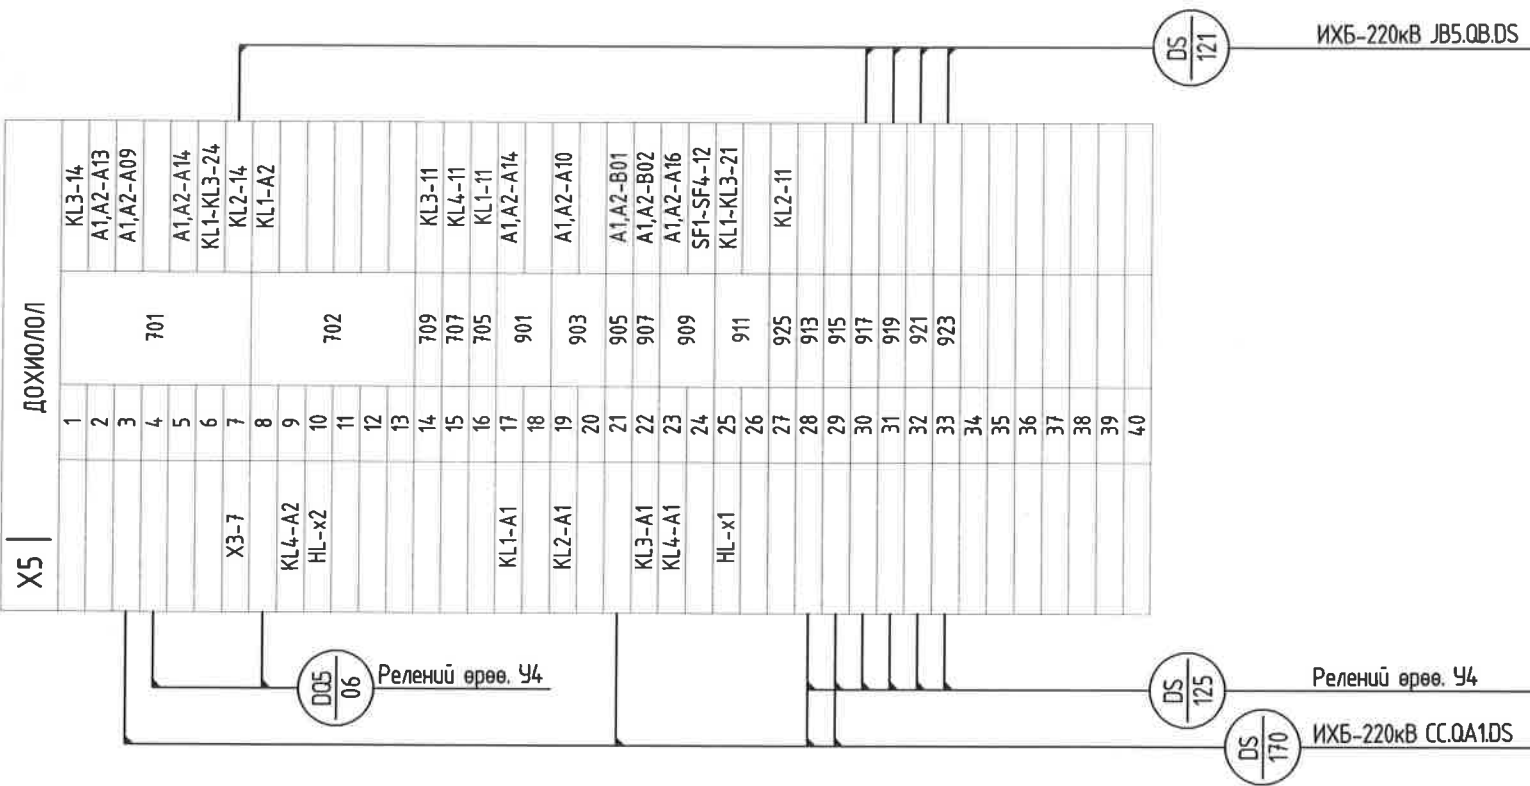 ИХБ-220кВ JB5.QB.DS
DS
121
X5
ДОХИОЛОЛ
1 701 KL3-14
2 A1,A2-A13
3 A1,A2-A09
4
5 A1,A2-A14
6 KL1-KL3-24
X3-7 7 KL2-14
8 702 KL1-A2
KL4-A2 9
HL-x2 10
11
12
13
14 709 KL3-11
15 707 KL4-11
16 705 KL1-11
KL1-A1 17 901 A1,A2-A14
18
KL2-A1 19 903 A1,A2-A10
20
21 905 A1,A2-B01
KL3-A1 22 907 A1,A2-B02
KL4-A1 23 909 A1,A2-A16
24 SF1-SF4-12
HL-x1 25 911 KL1-KL3-21
26
27 925 KL2-11
28 913
29 915
30 917
31 919
32 921
33 923
34
35
36
37
38
39
40
DQ5
06
Релений өрөө. У4
DS
125
Релений өрөө. У4
DS
170
ИХБ-220кВ CC.QA1.DS